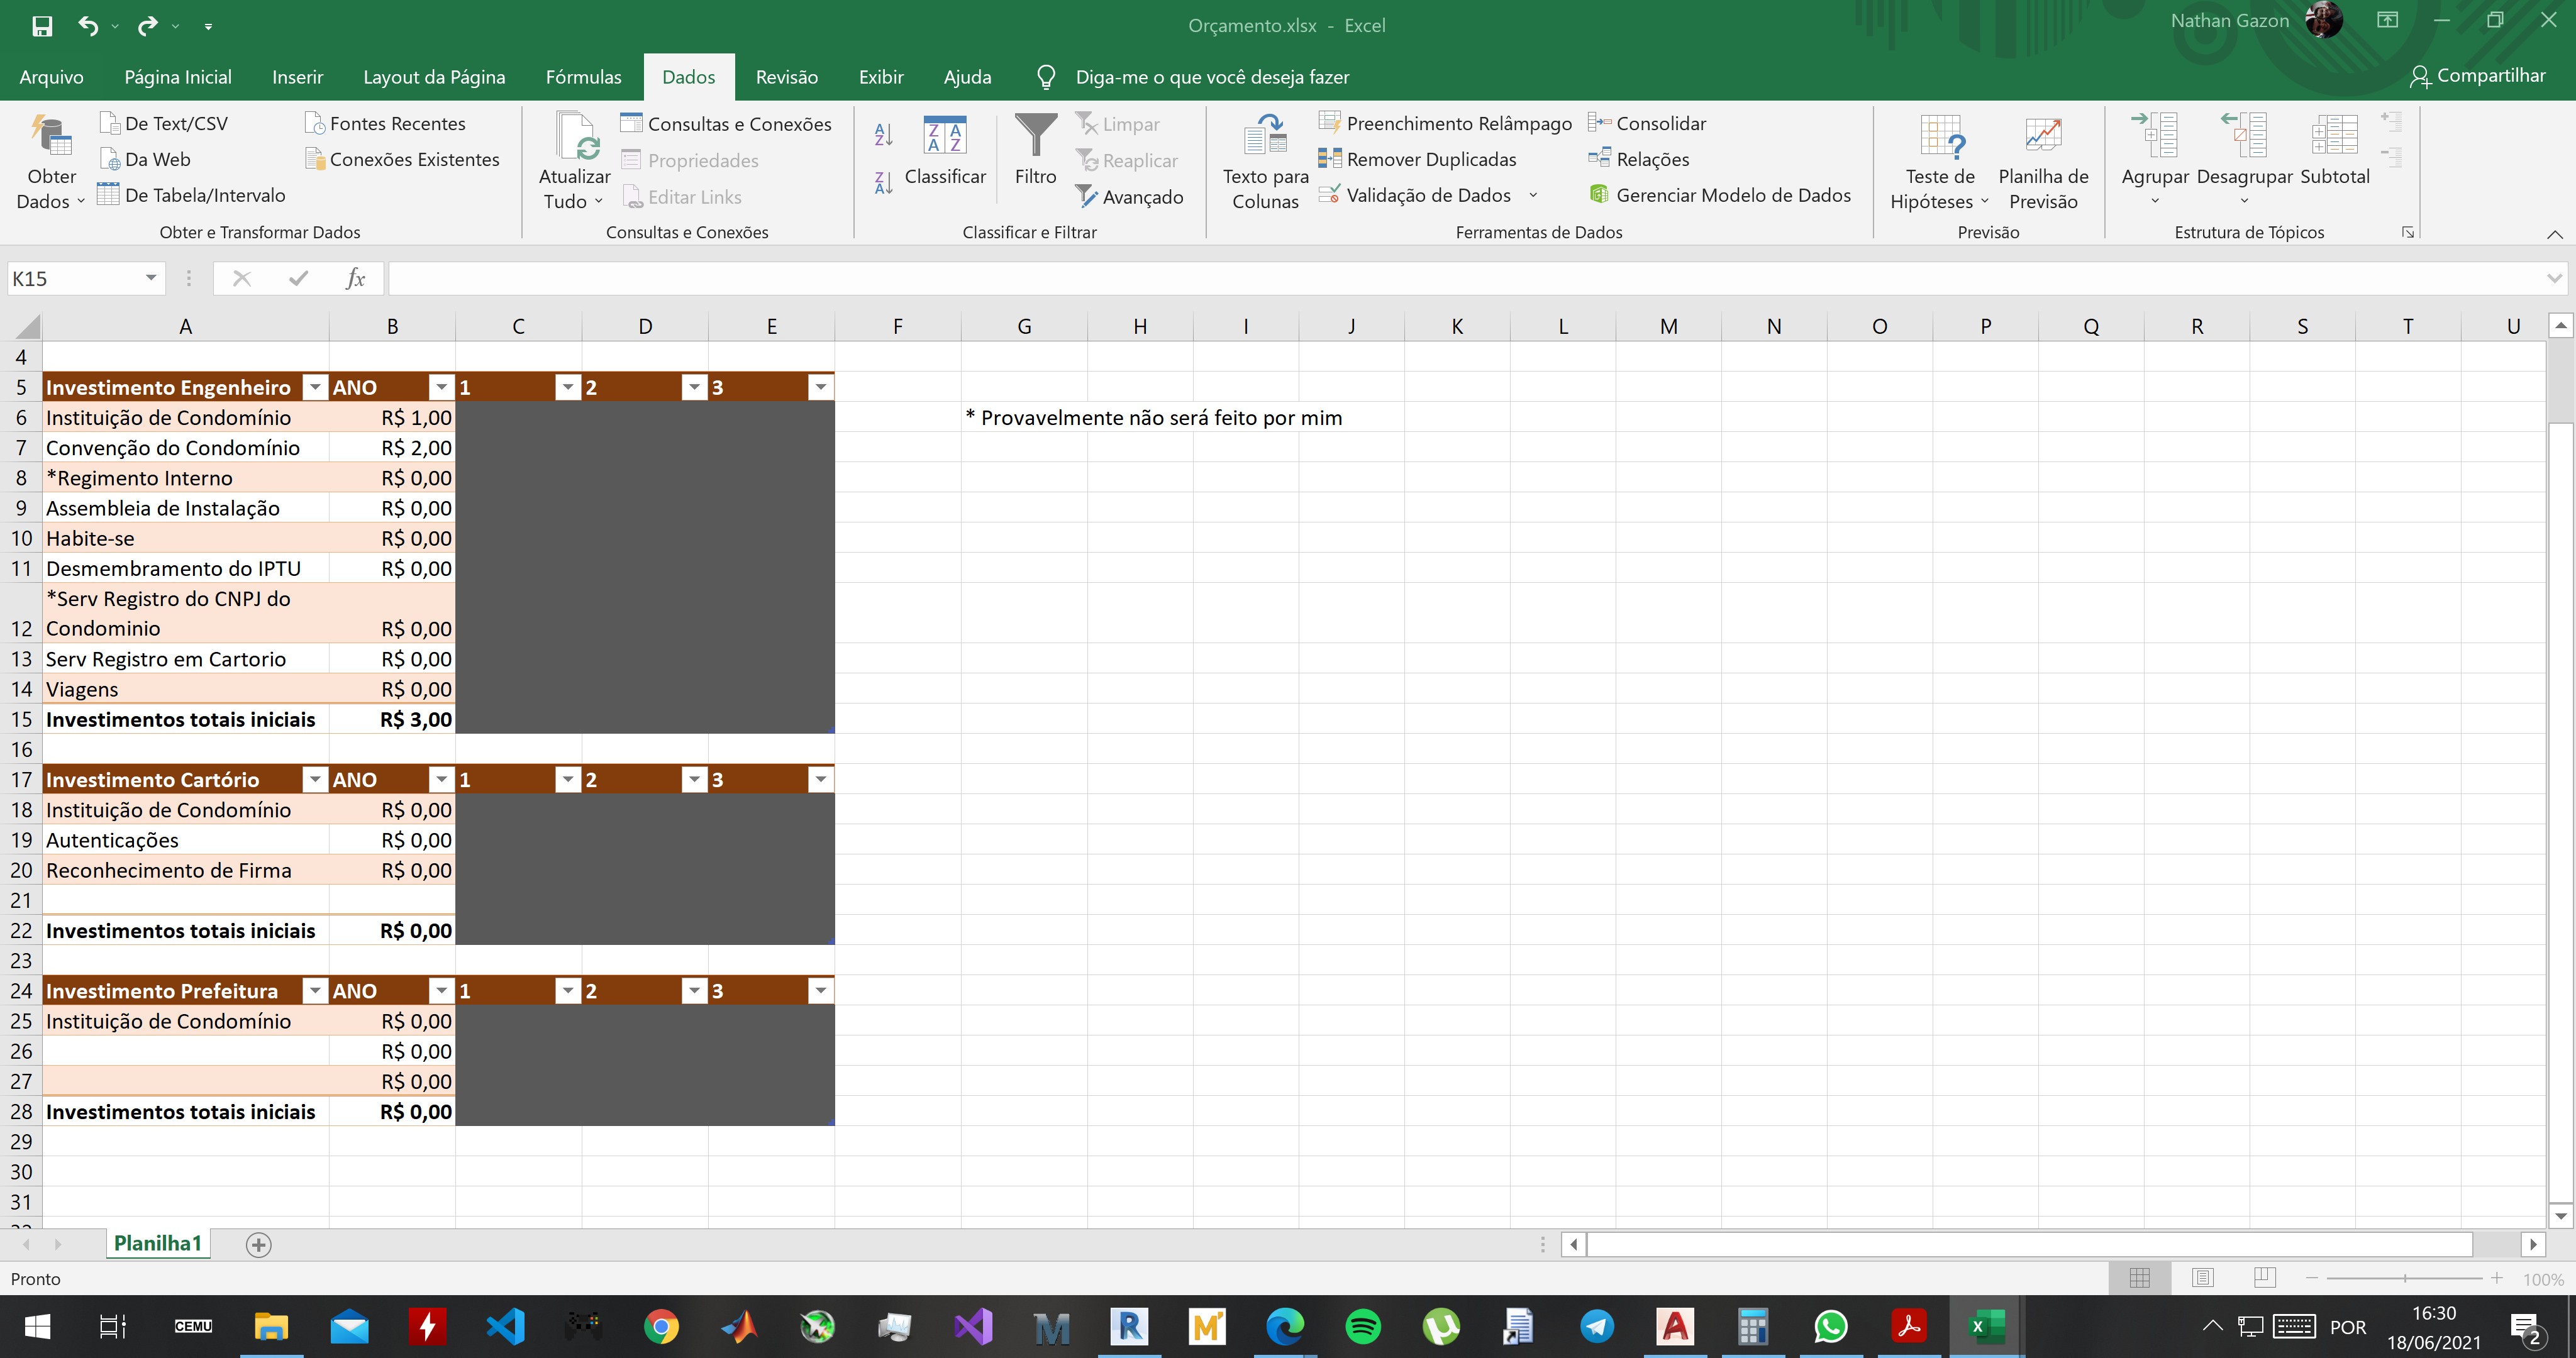 Orçamento.xlsx - Excel
Nathan Gazon
Arquivo Página Inicial Inserir Layout da Página Fórmulas Dados Revisão Exibir Ajuda Diga-me o que você deseja fazer Compartilhar
Obter Dados
De Text/CSV
Da Web
De Tabela/Intervalo
Fontes Recentes
Conexões Existentes
Obter e Transformar Dados
Atualizar Tudo
Consultas e Conexões
Propriedades
Editar Links
Consultas e Conexões
Classificar
Filtro
Limpar
Reaplicar
Avançado
Classificar e Filtrar
Texto para Colunas
Preenchimento Relâmpago
Remover Duplicadas
Validação de Dados
Consolidar
Relações
Gerenciar Modelo de Dados
Ferramentas de Dados
Teste de Hipóteses
Planilha de Previsão
Previsão
Agrupar
Desagrupar
Subtotal
Estrutura de Tópicos
K15
fx
A B C D E F G H I J K L M N O P Q R S T U
4
5 Investimento Engenheiro ANO 1 2 3
6 Instituição de Condomínio R$ 1,00 * Provavelmente não será feito por mim
7 Convenção do Condomínio R$ 2,00
8 *Regimento Interno R$ 0,00
9 Assembleia de Instalação R$ 0,00
10 Habite-se R$ 0,00
11 Desmembramento do IPTU R$ 0,00
*Serv Registro do CNPJ do
12 Condominio R$ 0,00
13 Serv Registro em Cartorio R$ 0,00
14 Viagens R$ 0,00
15 Investimentos totais iniciais R$ 3,00
16
17 Investimento Cartório ANO 1 2 3
18 Instituição de Condomínio R$ 0,00
19 Autenticações R$ 0,00
20 Reconhecimento de Firma R$ 0,00
21
22 Investimentos totais iniciais R$ 0,00
23
24 Investimento Prefeitura ANO 1 2 3
25 Instituição de Condomínio R$ 0,00
26 R$ 0,00
27 R$ 0,00
28 Investimentos totais iniciais R$ 0,00
29
30
31
Planilha1
Pronto
100%
CEMU
POR
16:30
18/06/2021
2